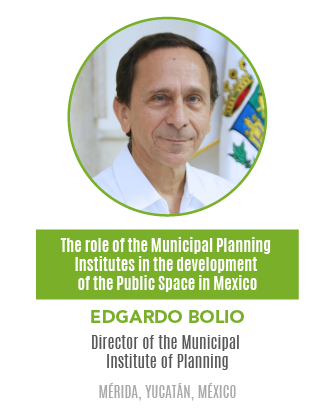 The role of the Municipal Planning
Institutes in the development
of the Public Space in Mexico
EDGARDO BOLIO
Director of the Municipal
Institute of Planning
MÉRIDA, YUCATÁN, MÉXICO